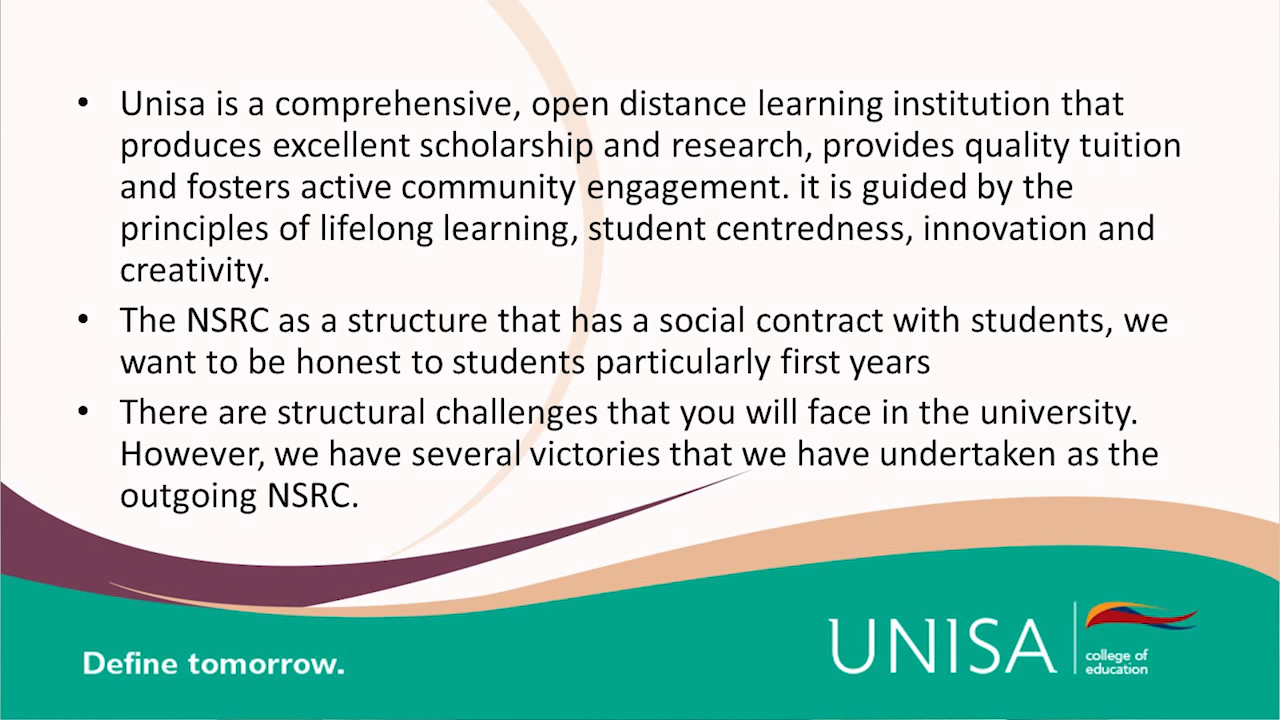 • Unisa is a comprehensive, open distance learning institution that
produces excellent scholarship and research, provides quality tuition
and fosters active community engagement. it is guided by the
principles of lifelong learning, student centredness, innovation and
creativity.
• The NSRC as a structure that has a social contract with students, we
want to be honest to students particularly first years
• There are structural challenges that you will face in the university.
However, we have several victories that we have undertaken as the
outgoing NSRC.
Define tomorrow.
UNISA
college of
education